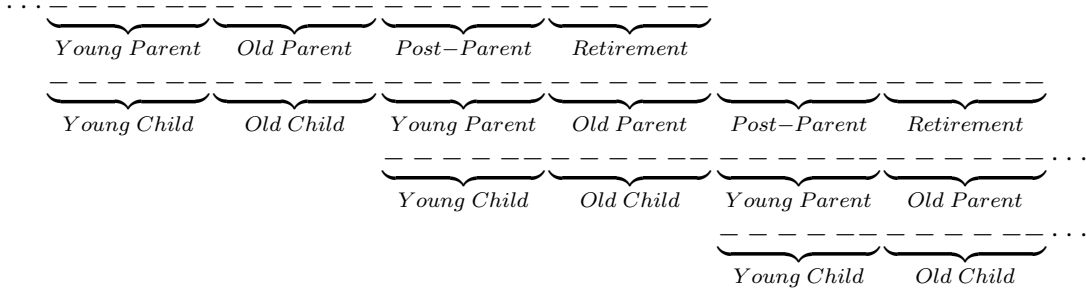 · · · — — — — — — — — — — — — — — — — — — — — — — — —
Young Parent Old Parent Post−Parent Retirement
— — — — — — — — — — — — — — — — — — — — — — — — — — — — — — — — — — — —
Young Child Old Child Young Parent Old Parent Post−Parent Retirement
— — — — — — — — — — — — — — — — — — — — — — — — · · ·
Young Child Old Child Young Parent Old Parent
— — — — — — — — — — — — · · ·
Young Child Old Child